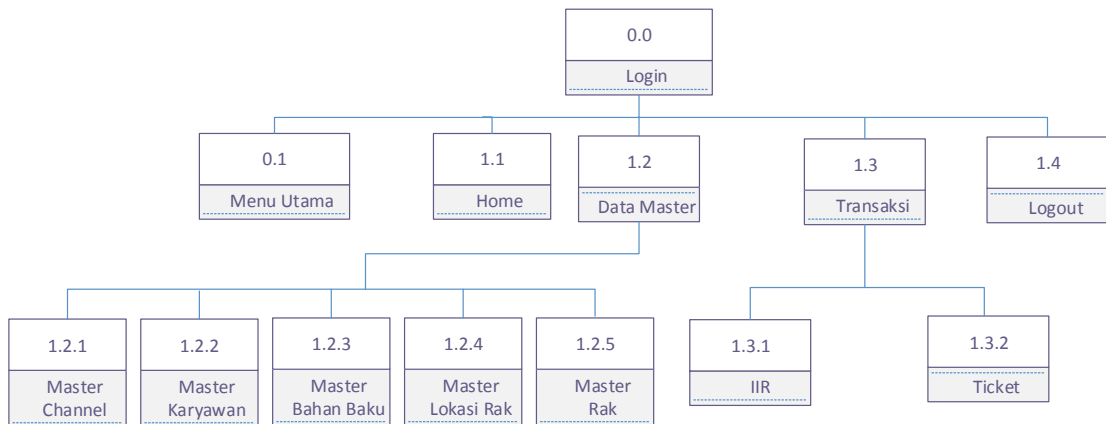 0.0
Login
0.1
Menu Utama
1.1
Home
1.2
Data Master
1.3
Transaksi
1.4
Logout
1.2.1
Master
Channel
1.2.2
Master
Karyawan
1.2.3
Master
Bahan Baku
1.2.4
Master
Lokasi Rak
1.2.5
Master
Rak
1.3.1
IIR
1.3.2
Ticket